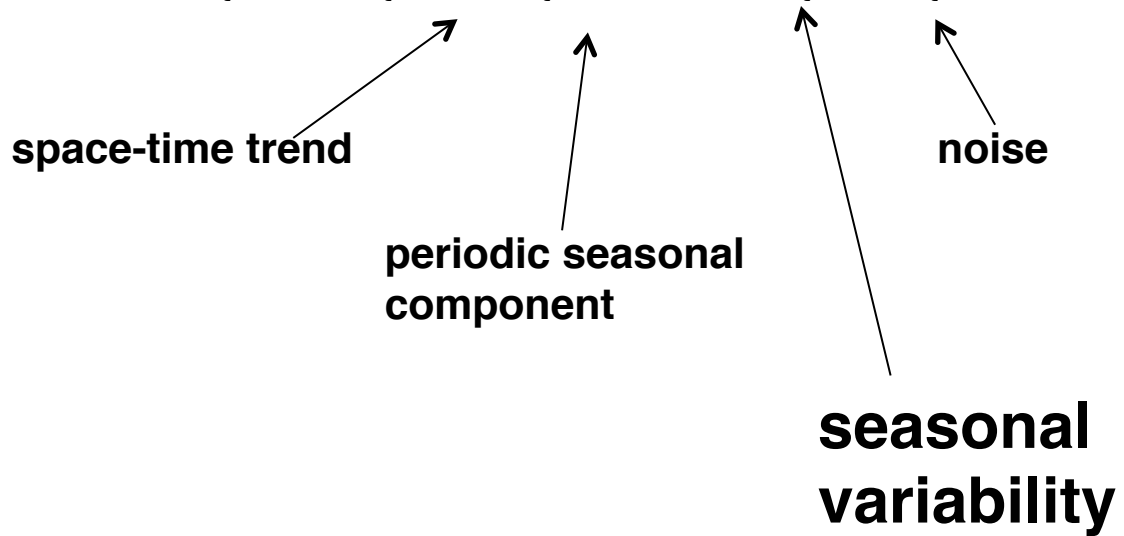 space-time trend
noise
periodic seasonal
component
seasonal
variability